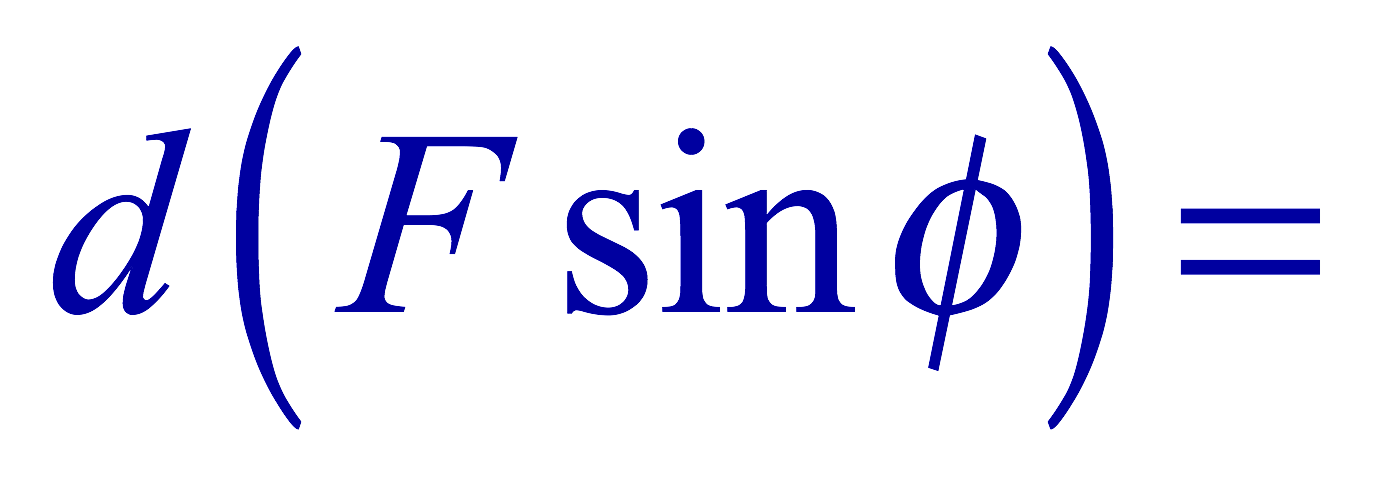 d(F sin ϕ) =